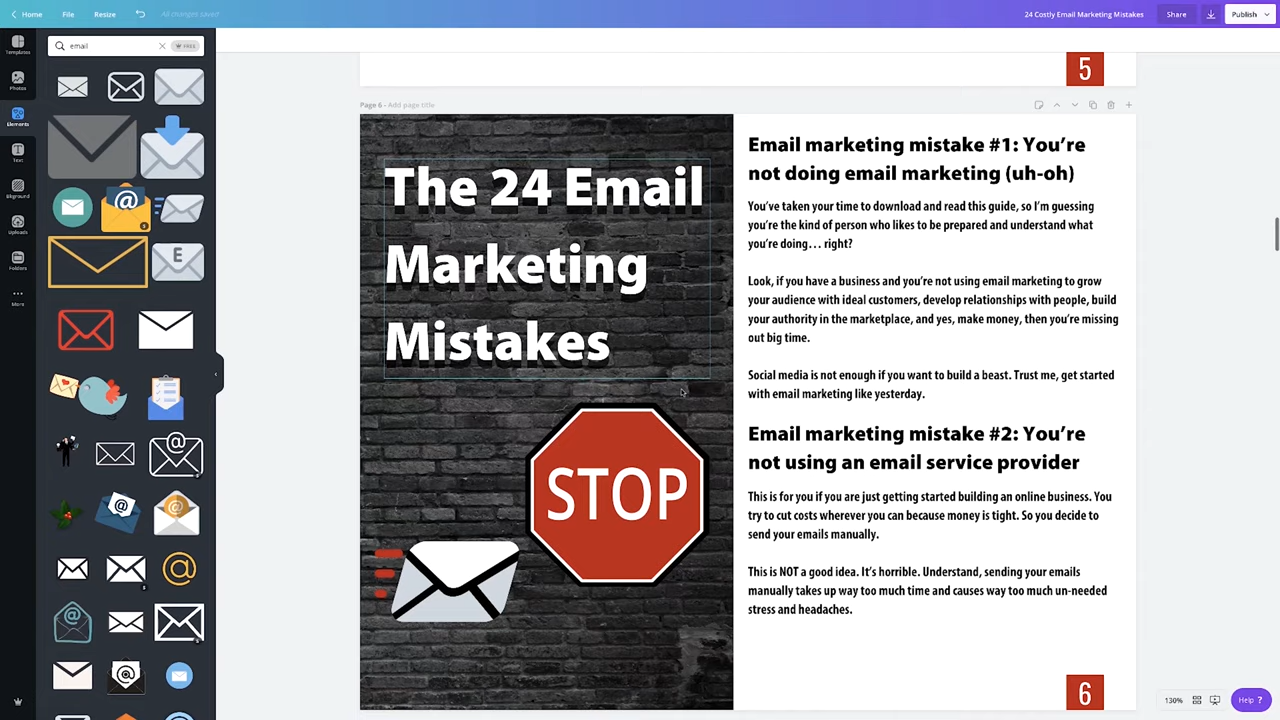 Home File Resize All changes saved 24 Costly Email Marketing Mistakes Share Publish
Templates
Photos
Elements
Text
Bkground
Uploads
Folders
More
email FREE
@
E
5
Page 6 - Add page title
The 24 Email
Marketing
Mistakes
STOP
Email marketing mistake #1: You’re
not doing email marketing (uh-oh)
You’ve taken your time to download and read this guide, so I’m guessing
you’re the kind of person who likes to be prepared and understand what
you’re doing… right?
Look, if you have a business and you’re not using email marketing to grow
your audience with ideal customers, develop relationships with people, build
your authority in the marketplace, and yes, make money, then you’re missing
out big time.
Social media is not enough if you want to build a beast. Trust me, get started
with email marketing like yesterday.
Email marketing mistake #2: You’re
not using an email service provider
This is for you if you are just getting started building an online business. You
try to cut costs wherever you can because money is tight. So you decide to
send your emails manually.
This is NOT a good idea. It’s horrible. Understand, sending your emails
manually takes up way too much time and causes way too much un-needed
stress and headaches.
6
Help ?